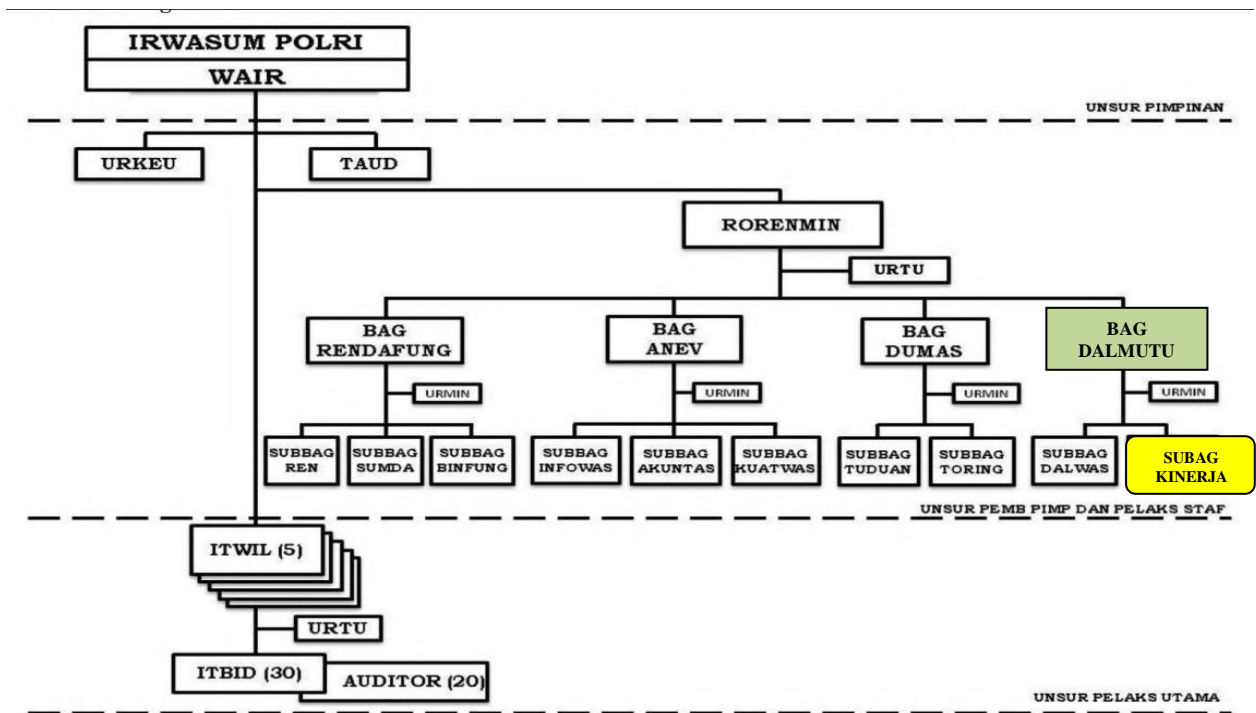 IRWASUM POLRI
WAIR
UNSUR PIMPINAN
URKEU
TAUD
RORENMIN
URTU
BAG
RENDAFUNG
BAG
ANEV
BAG
DUMAS
BAG
DALMUTU
URMIN
URMIN
URMIN
URMIN
SUBBAG
REN
SUBBAG
SUMDA
SUBBAG
BINFUNG
SUBBAG
INFOWAS
SUBBAG
AKUNTAS
SUBBAG
KUATWAS
SUBBAG
TUDUAN
SUBBAG
TORING
SUBBAG
DALWAS
SUBAG
KINERJA
UNSUR PEMB PIMP DAN PELAKS STAF
ITWIL (5)
URTU
ITBID (30)
AUDITOR (20)
UNSUR PELAKS UTAMA